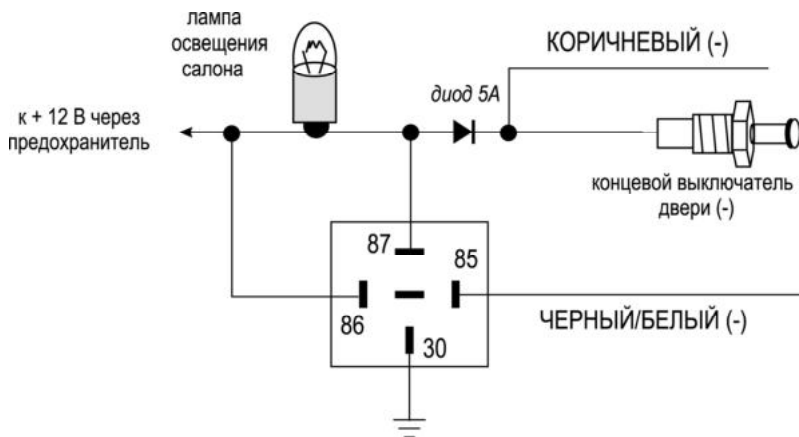 лампа
освещения
салона
КОРИЧНЕВЫЙ (-)
диод 5А
к + 12 В через
предохранитель
концевой выключатель
двери (-)
87
85
86
30
ЧЕРНЫЙ/БЕЛЫЙ (-)